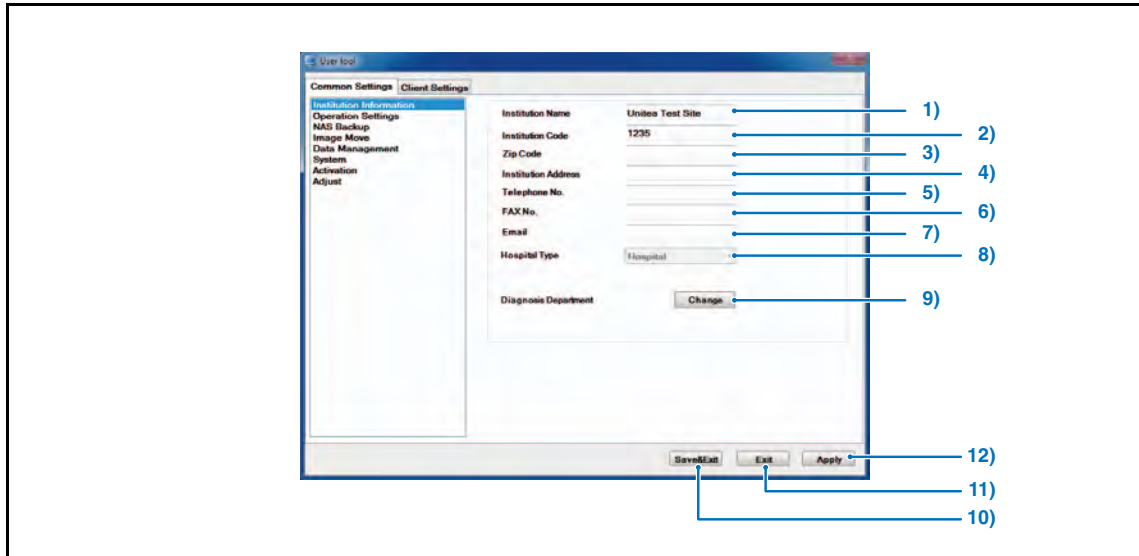 User tool
Common Settings Client Settings
Institution Information
Operation Settings
NAS Backup
Image Move
Data Management
System
Activation
Adjust
Institution Name Unitea Test Site 1)
Institution Code 1235 2)
Zip Code 3)
Institution Address 4)
Telephone No. 5)
FAX No. 6)
Email 7)
Hospital Type Hospital 8)
Diagnosis Department Change 9)
Save&Exit Exit Apply 12)
11)
10)